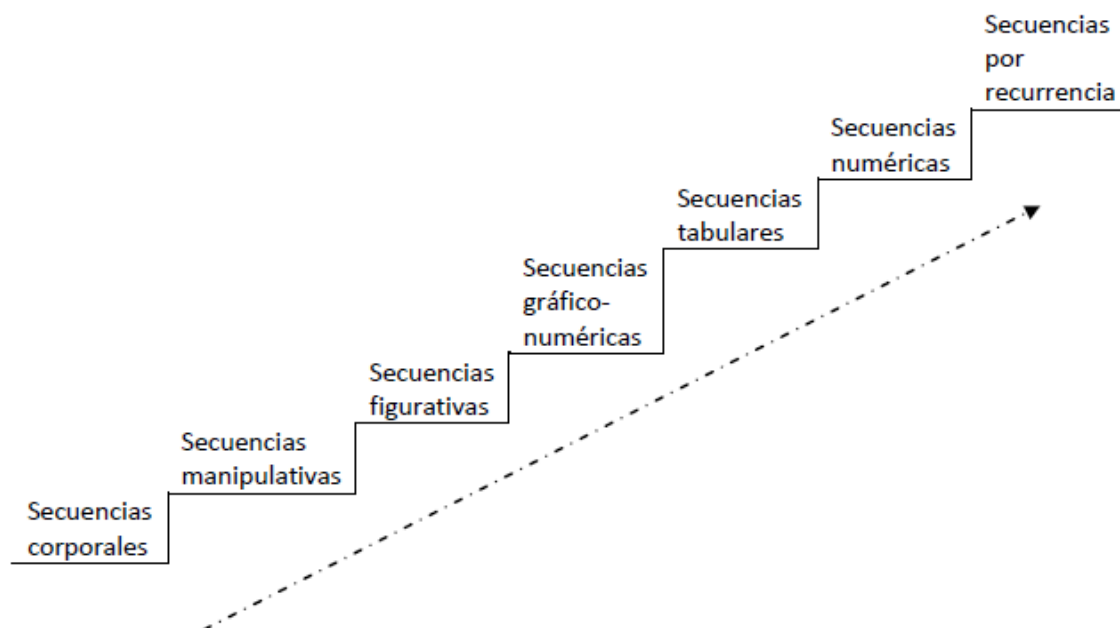 Secuencias
por
recurrencia
Secuencias
numéricas
Secuencias
tabulares
Secuencias
gráfico-
numéricas
Secuencias
figurativas
Secuencias
manipulativas
Secuencias
corporales